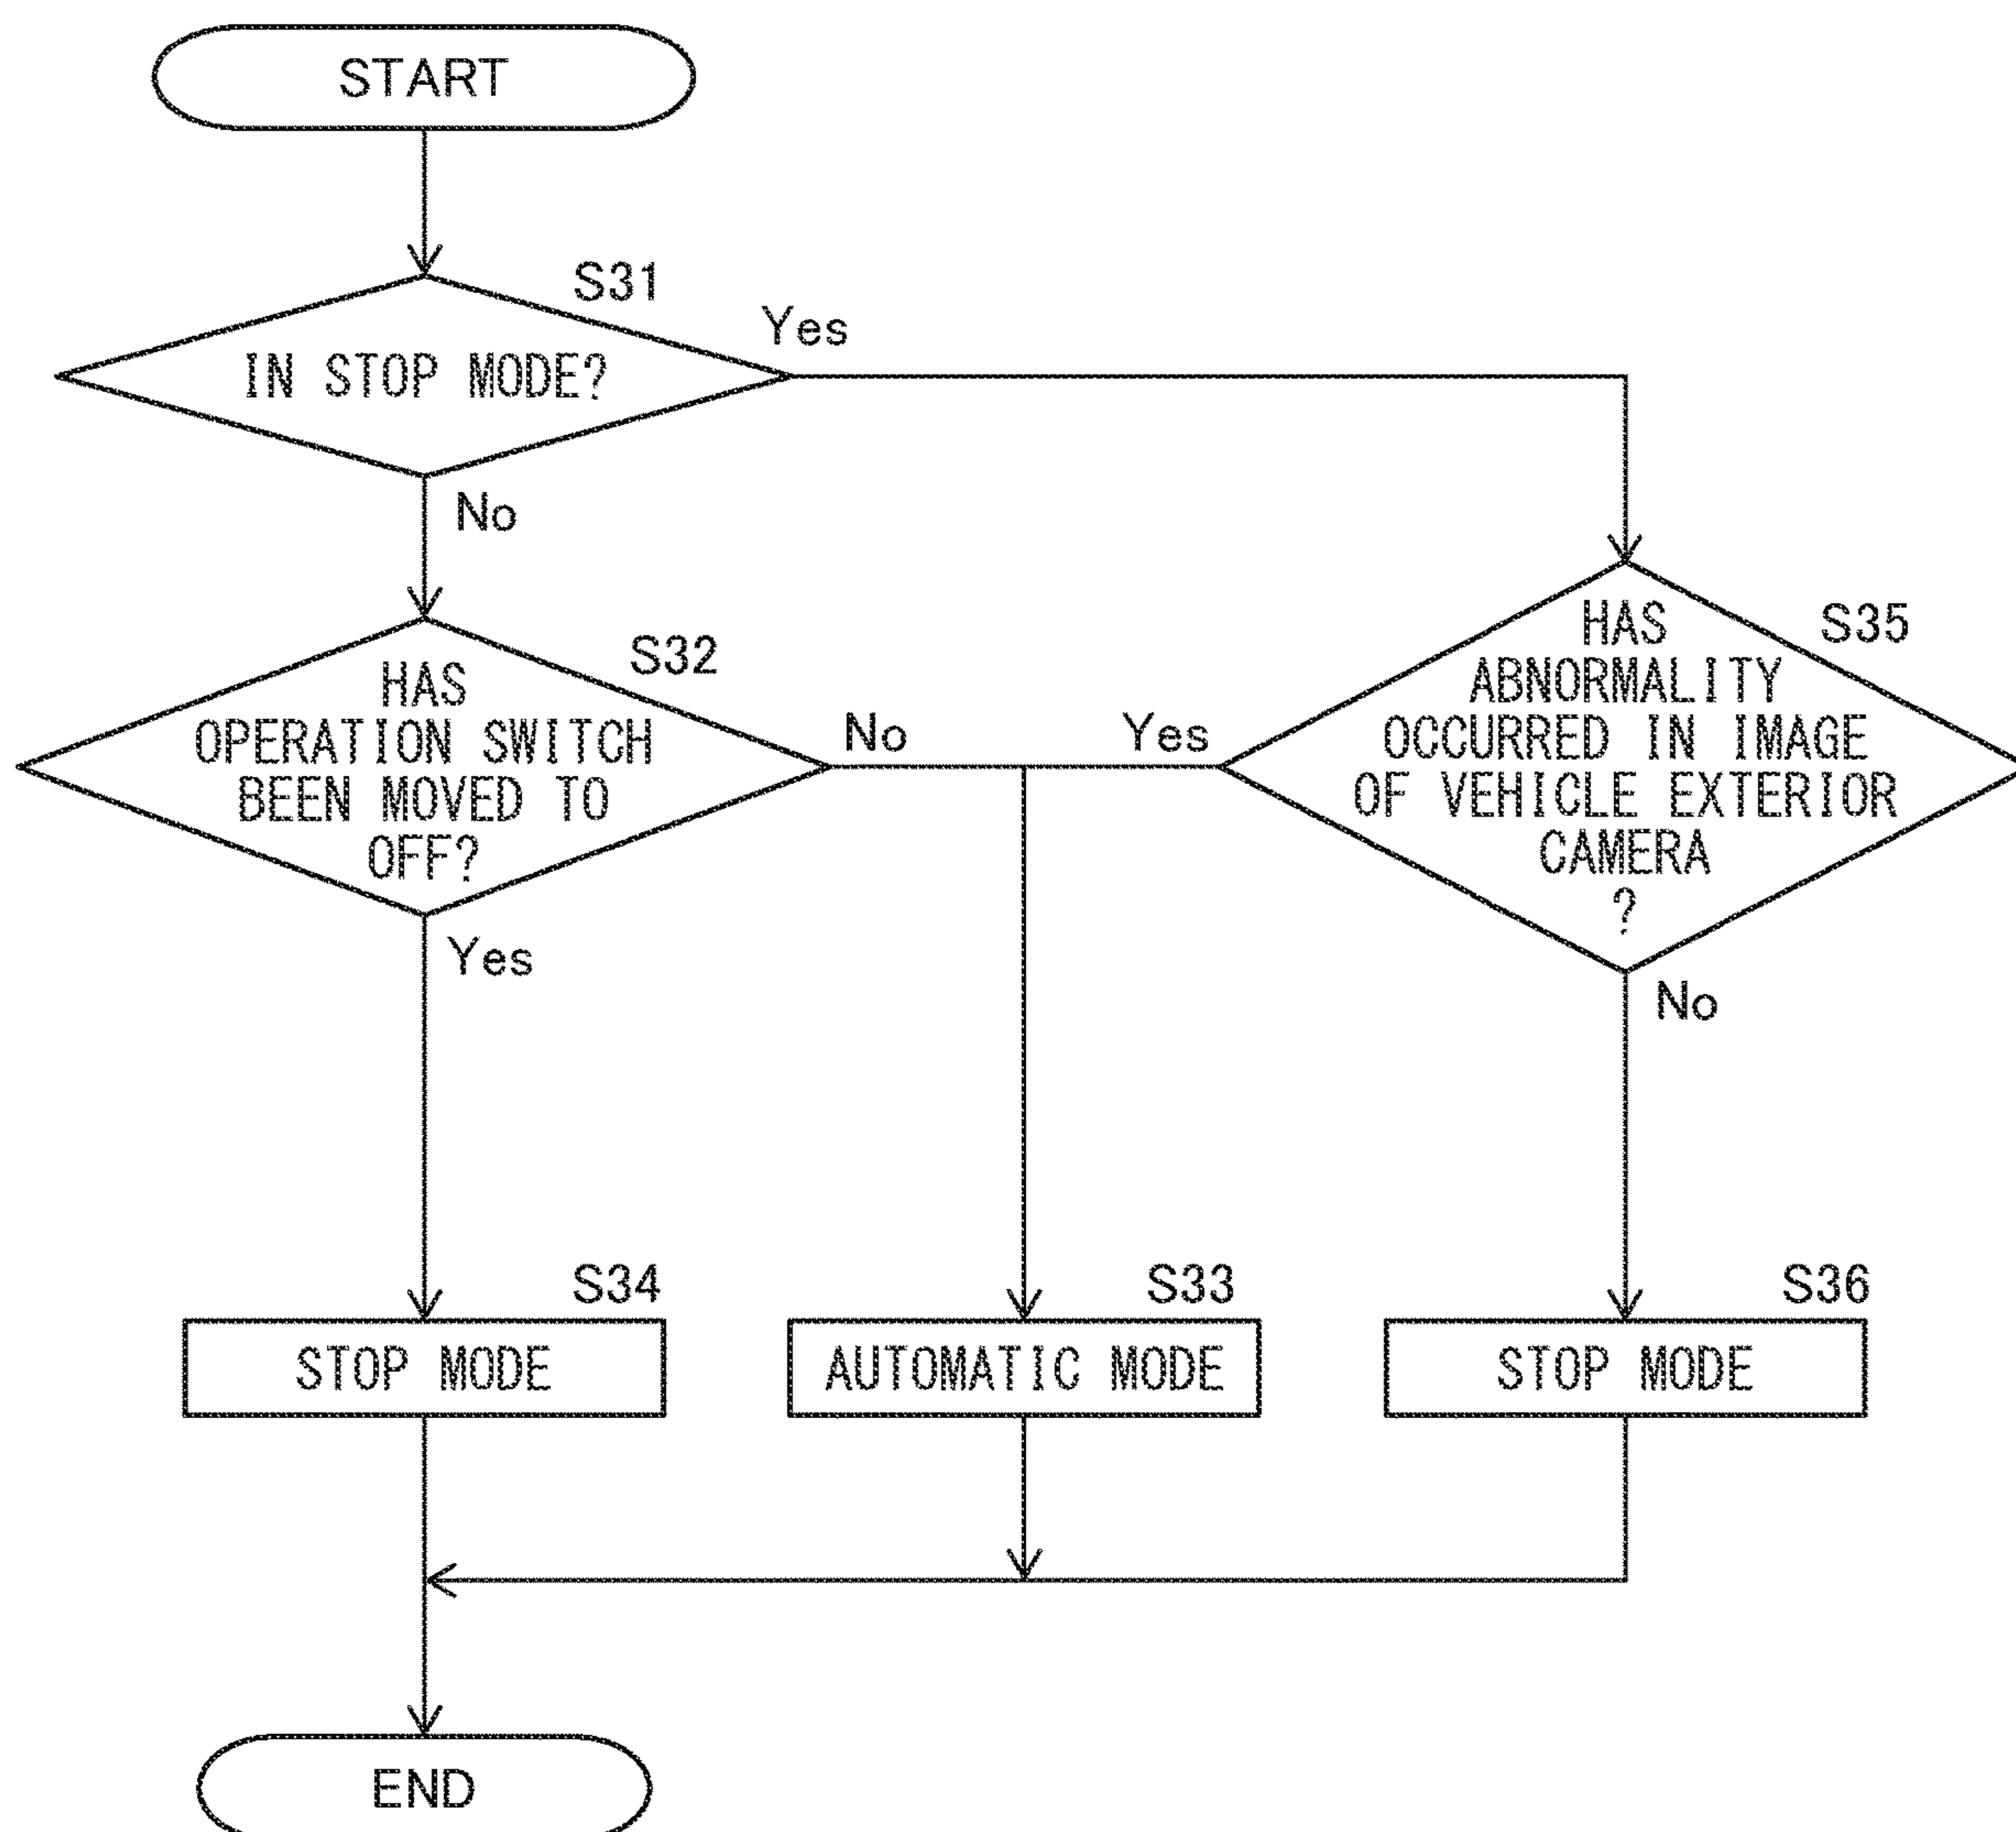 START
S31
Yes
IN STOP MODE?
No
S32
HAS
OPERATION SWITCH
BEEN MOVED TO
OFF?
No
Yes
Yes
S35
HAS
ABNORMALITY
OCCURRED IN IMAGE
OF VEHICLE EXTERIOR
CAMERA
?
No
S34
STOP MODE
S33
AUTOMATIC MODE
S36
STOP MODE
END